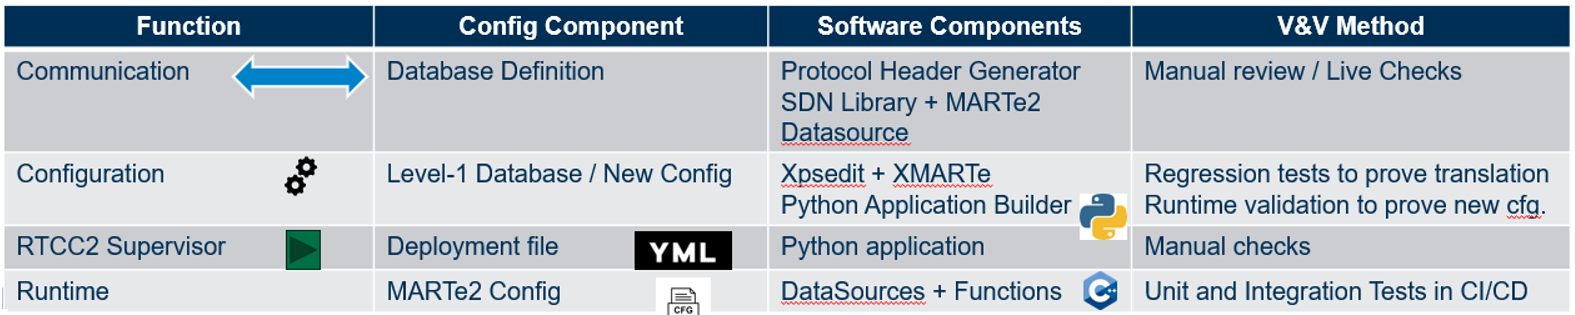 Function Config Component Software Components V&V Method
Communication Database Definition Protocol Header Generator Manual review / Live Checks
SDN Library + MARTe2
Datasource
Configuration Level-1 Database / New Config Xpsedit + XMARTe Regression tests to prove translation
Python Application Builder Runtime validation to prove new cfg.
RTCC2 Supervisor Deployment file YML Python application Manual checks
Runtime MARTe2 Config CFG DataSources + Functions C++ Unit and Integration Tests in CI/CD